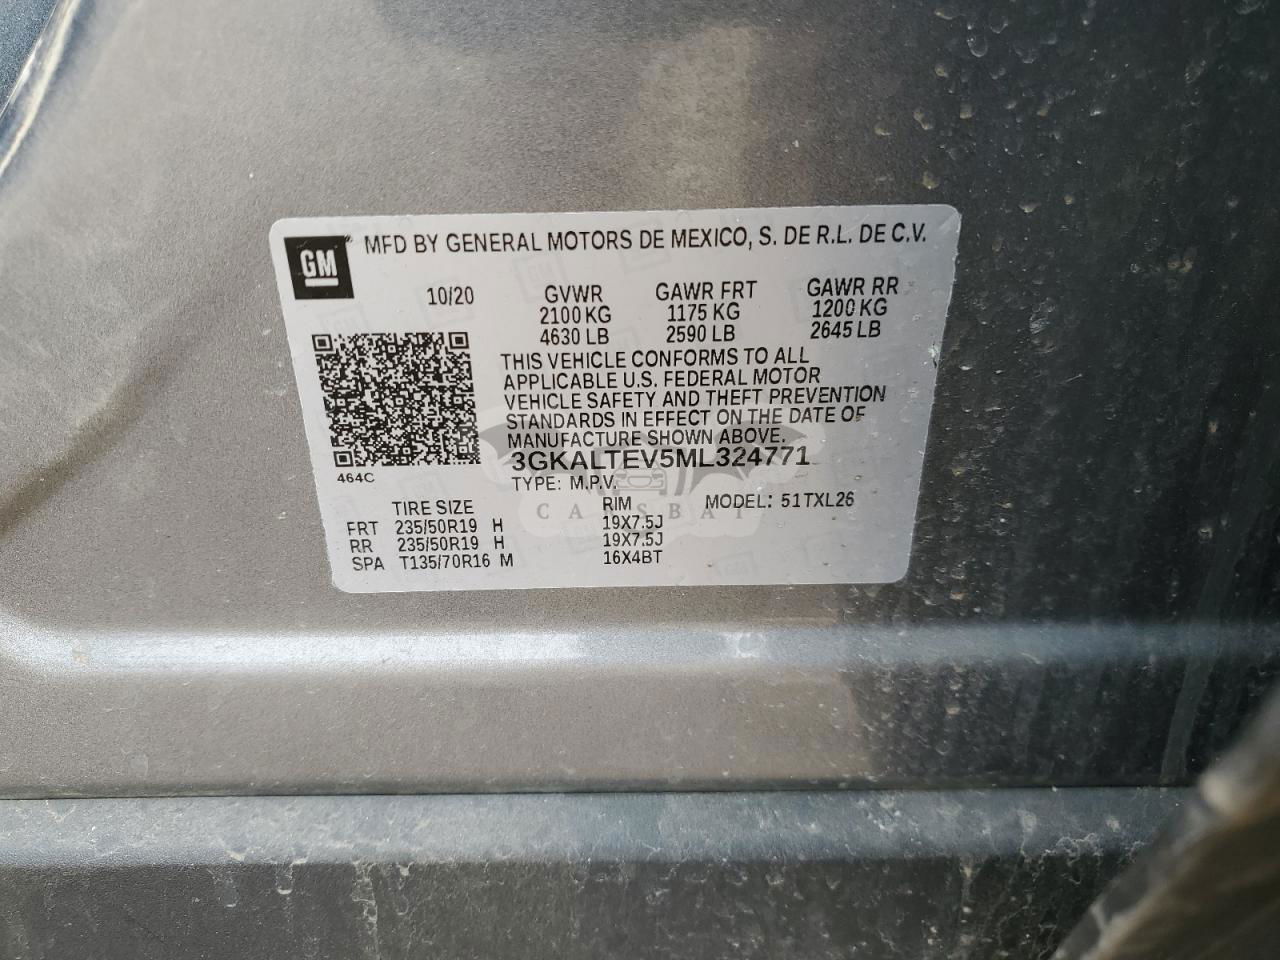 GM
MFD BY GENERAL MOTORS DE MEXICO, S. DE R.L. DE C.V.
10/20 GVWR GAWR FRT GAWR RR
2100 KG 1175 KG 1200 KG
4630 LB 2590 LB 2645 LB
THIS VEHICLE CONFORMS TO ALL
APPLICABLE U.S. FEDERAL MOTOR
VEHICLE SAFETY AND THEFT PREVENTION
STANDARDS IN EFFECT ON THE DATE OF
MANUFACTURE SHOWN ABOVE.
3GKALTEV5ML324771
464C
TYPE: M.P.V.
TIRE SIZE RIM MODEL: 51TXL26
FRT 235/50R19 H 19X7.5J
RR 235/50R19 H 19X7.5J
SPA T135/70R16 M 16X4BT
CARSBAT